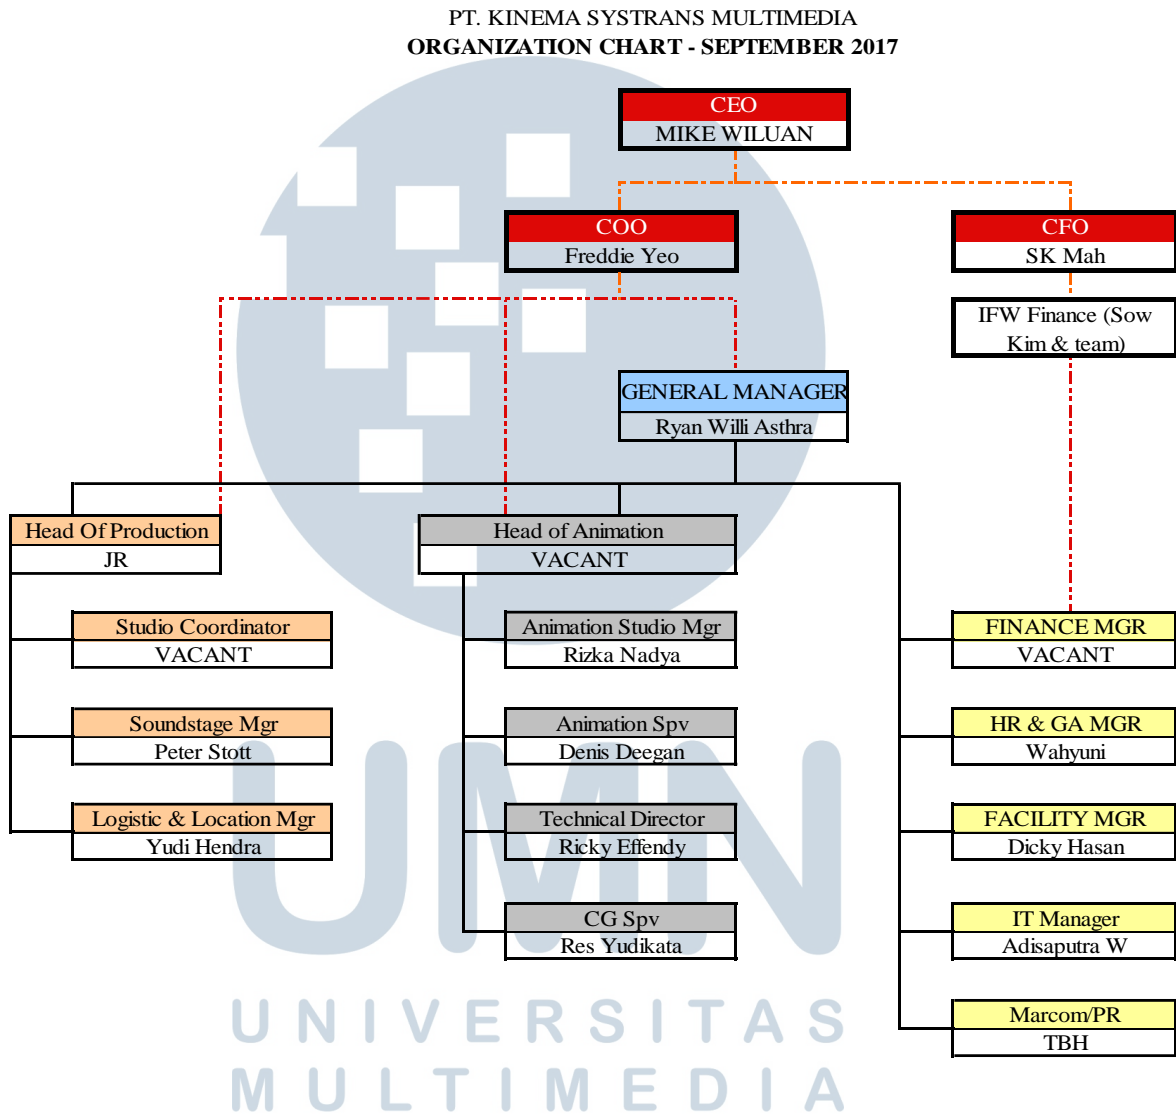 PT. KINEMA SYSTRANS MULTIMEDIA
ORGANIZATION CHART - SEPTEMBER 2017
CEO
MIKE WILUAN
COO
Freddie Yeo
CFO
SK Mah
IFW Finance (Sow
Kim & team)
GENERAL MANAGER
Ryan Willi Asthra
Head Of Production
JR
Head of Animation
VACANT
Studio Coordinator
VACANT
Animation Studio Mgr
Rizka Nadya
FINANCE MGR
VACANT
Soundstage Mgr
Peter Stott
Animation Spv
Denis Deegan
HR & GA MGR
Wahyuni
Logistic & Location Mgr
Yudi Hendra
Technical Director
Ricky Effendy
FACILITY MGR
Dicky Hasan
CG Spv
Res Yudikata
IT Manager
Adisaputra W
Marcom/PR
TBH
UMN
UNIVERSITAS
MULTIMEDIA